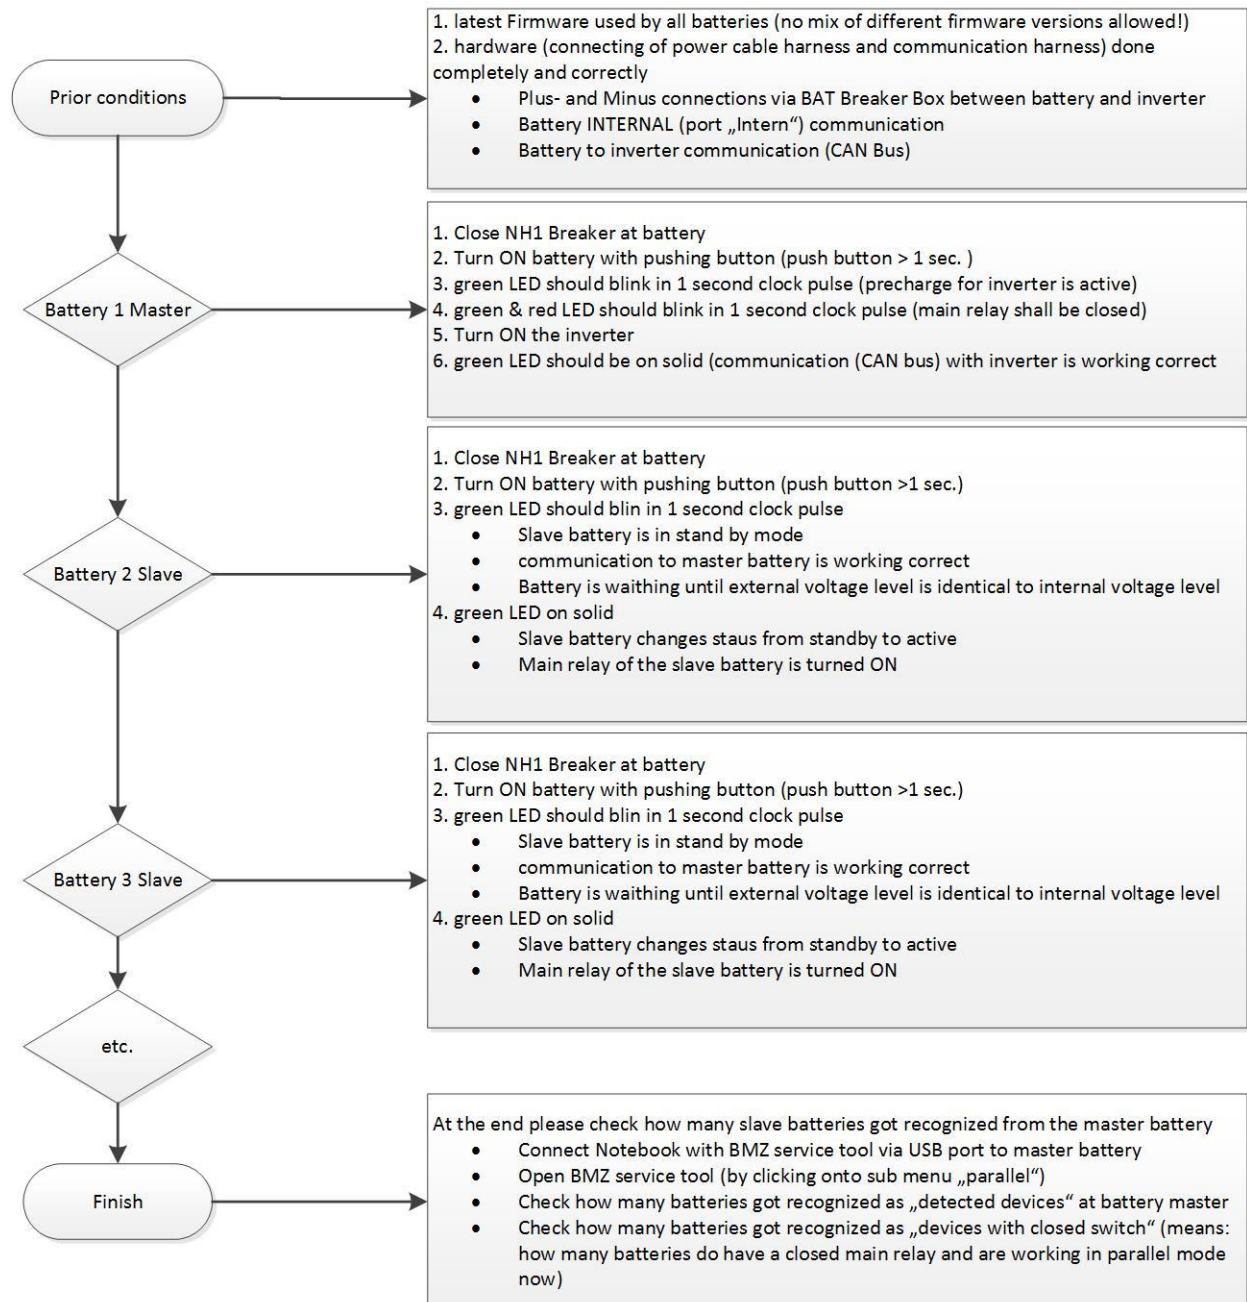 Prior conditions
1. latest Firmware used by all batteries (no mix of different firmware versions allowed!)
2. hardware (connecting of power cable harness and communication harness) done
completely and correctly
• Plus- and Minus connections via BAT Breaker Box between battery and inverter
• Battery INTERNAL (port „Intern“) communication
• Battery to inverter communication (CAN Bus)
Battery 1 Master
1. Close NH1 Breaker at battery
2. Turn ON battery with pushing button (push button > 1 sec. )
3. green LED should blink in 1 second clock pulse (precharge for inverter is active)
4. green & red LED should blink in 1 second clock pulse (main relay shall be closed)
5. Turn ON the inverter
6. green LED should be on solid (communication (CAN bus) with inverter is working correct
Battery 2 Slave
1. Close NH1 Breaker at battery
2. Turn ON battery with pushing button (push button >1 sec.)
3. green LED should blin in 1 second clock pulse
• Slave battery is in stand by mode
• communication to master battery is working correct
• Battery is waithing until external voltage level is identical to internal voltage level
4. green LED on solid
• Slave battery changes staus from standby to active
• Main relay of the slave battery is turned ON
Battery 3 Slave
1. Close NH1 Breaker at battery
2. Turn ON battery with pushing button (push button >1 sec.)
3. green LED should blin in 1 second clock pulse
• Slave battery is in stand by mode
• communication to master battery is working correct
• Battery is waithing until external voltage level is identical to internal voltage level
4. green LED on solid
• Slave battery changes staus from standby to active
• Main relay of the slave battery is turned ON
etc.
Finish
At the end please check how many slave batteries got recognized from the master battery
• Connect Notebook with BMZ service tool via USB port to master battery
• Open BMZ service tool (by clicking onto sub menu „parallel“)
• Check how many batteries got recognized as „detected devices“ at battery master
• Check how many batteries got recognized as „devices with closed switch“ (means:
how many batteries do have a closed main relay and are working in parallel mode
now)